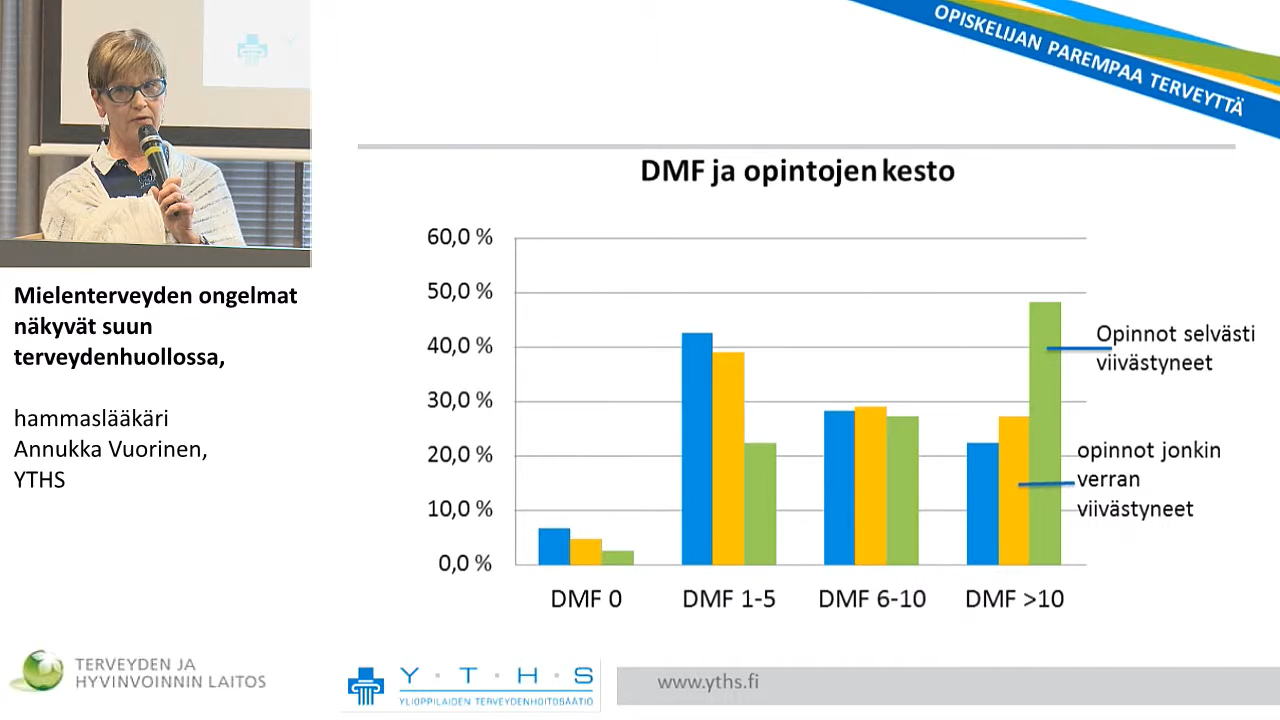 OPISKELIJAN PAREMPAA TERVEYTTÄ
Mielenterveyden ongelmat
näkyvät suun
terveydenhuollossa,
hammaslääkäri
Annukka Vuorinen,
YTHS
DMF ja opintojen kesto
60,0 %
50,0 %
40,0 %
30,0 %
20,0 %
10,0 %
0,0 %
DMF 0
DMF 1-5
DMF 6-10
DMF >10
Opinnot selvästi
viivästyneet
opinnot jonkin
verran
viivästyneet
TERVEYDEN JA
HYVINVOINNIN LAITOS
Y · T · H · S
YLIOPPILAIDEN TERVEYDENHOITOSÄÄTIÖ
www.yths.fi